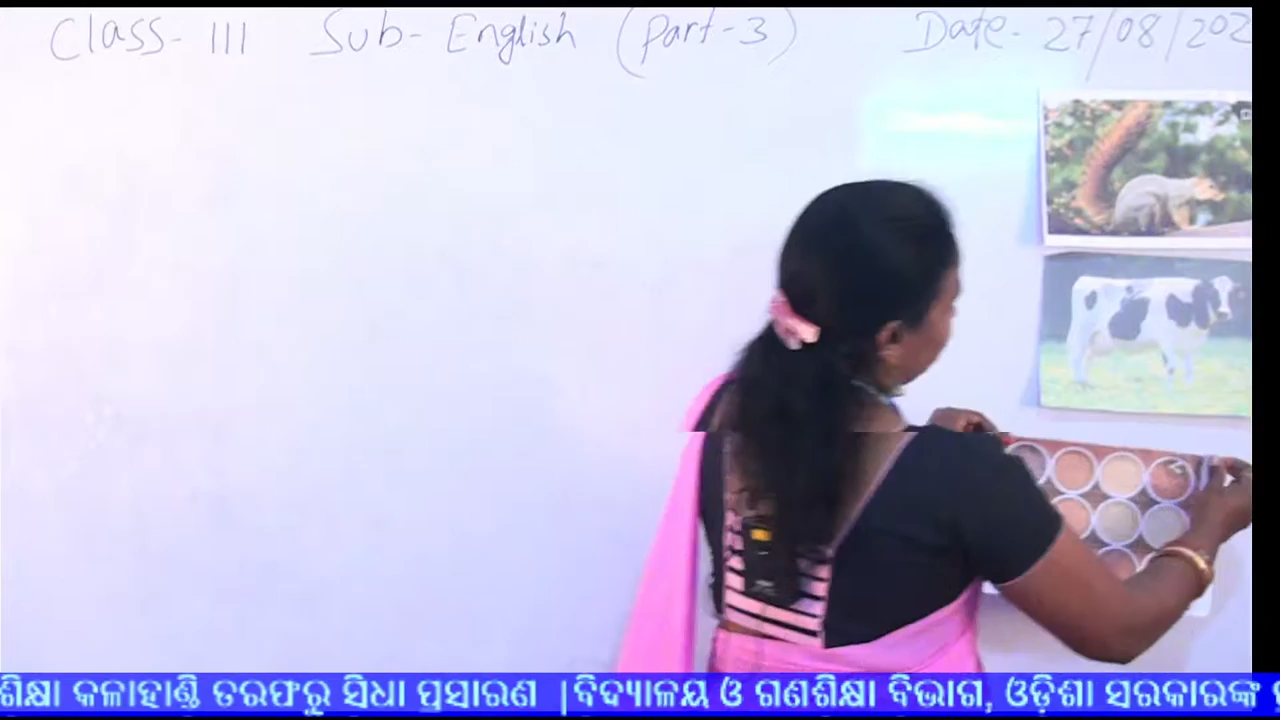 Class- III Sub- English (Part-3) Date- 27/08/202
ଶିକ୍ଷା କଳାହାଣ୍ଡି ତରଫରୁ ସିଧା ପ୍ରସାରଣ | ବିଦ୍ୟାଳୟ ଓ ଗଣଶିକ୍ଷା ବିଭାଗ, ଓଡ଼ିଶା ସରକାରଙ୍କ